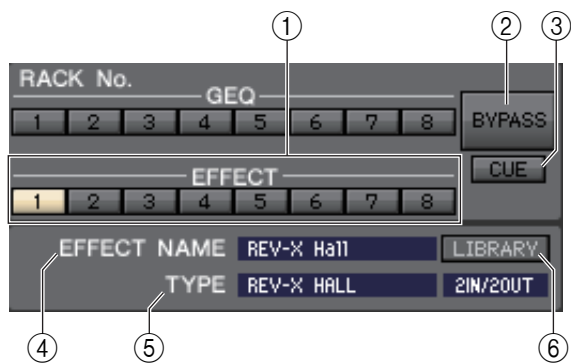 ① ② ③
RACK No.
GEQ
1 2 3 4 5 6 7 8 BYPASS
EFFECT CUE
1 2 3 4 5 6 7 8
EFFECT NAME REV-X Hall LIBRARY
TYPE REV-X HALL 2IN/2OUT
④ ⑤ ⑥